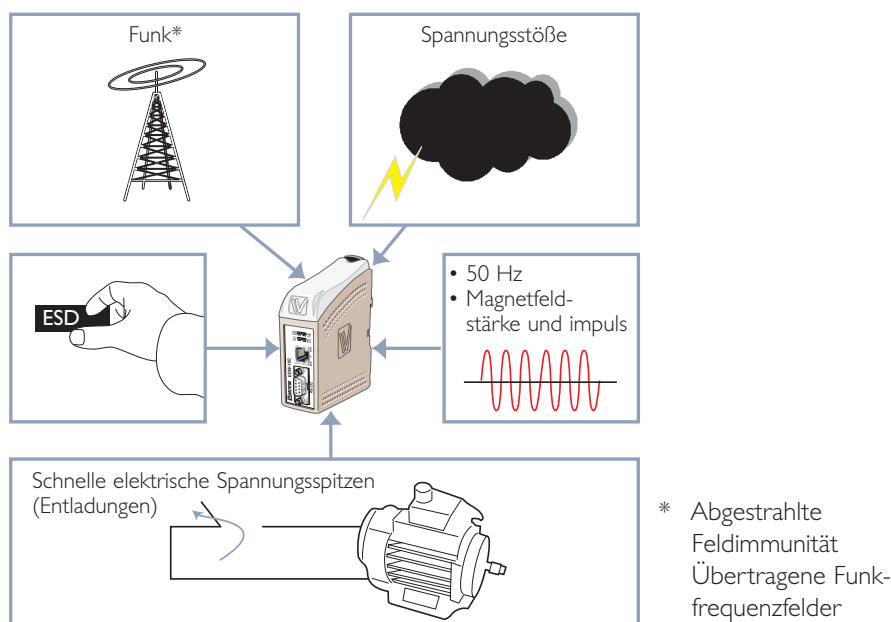 Funk*
Spannungsstöße
ESD
• 50 Hz
• Magnetfeld-
stärke und impuls
Schnelle elektrische Spannungsspitzen
(Entladungen)
* Abgestrahlte
Feldimmunität
Übertragene Funk-
frequenzfelder